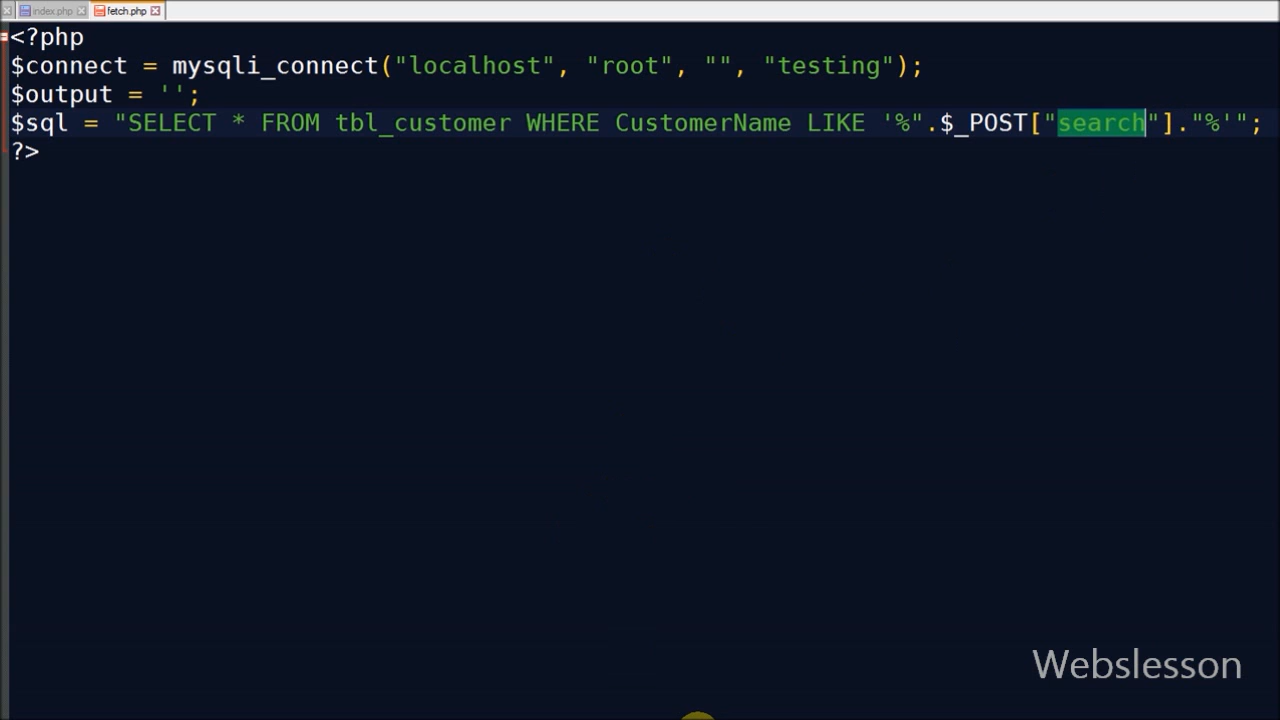 index.php fetch.php
<?php
$connect = mysqli_connect("localhost", "root", "", "testing");
$output = '';
$sql = "SELECT * FROM tbl_customer WHERE CustomerName LIKE '%".$_POST["search"]."%'";
?>
Webslesson